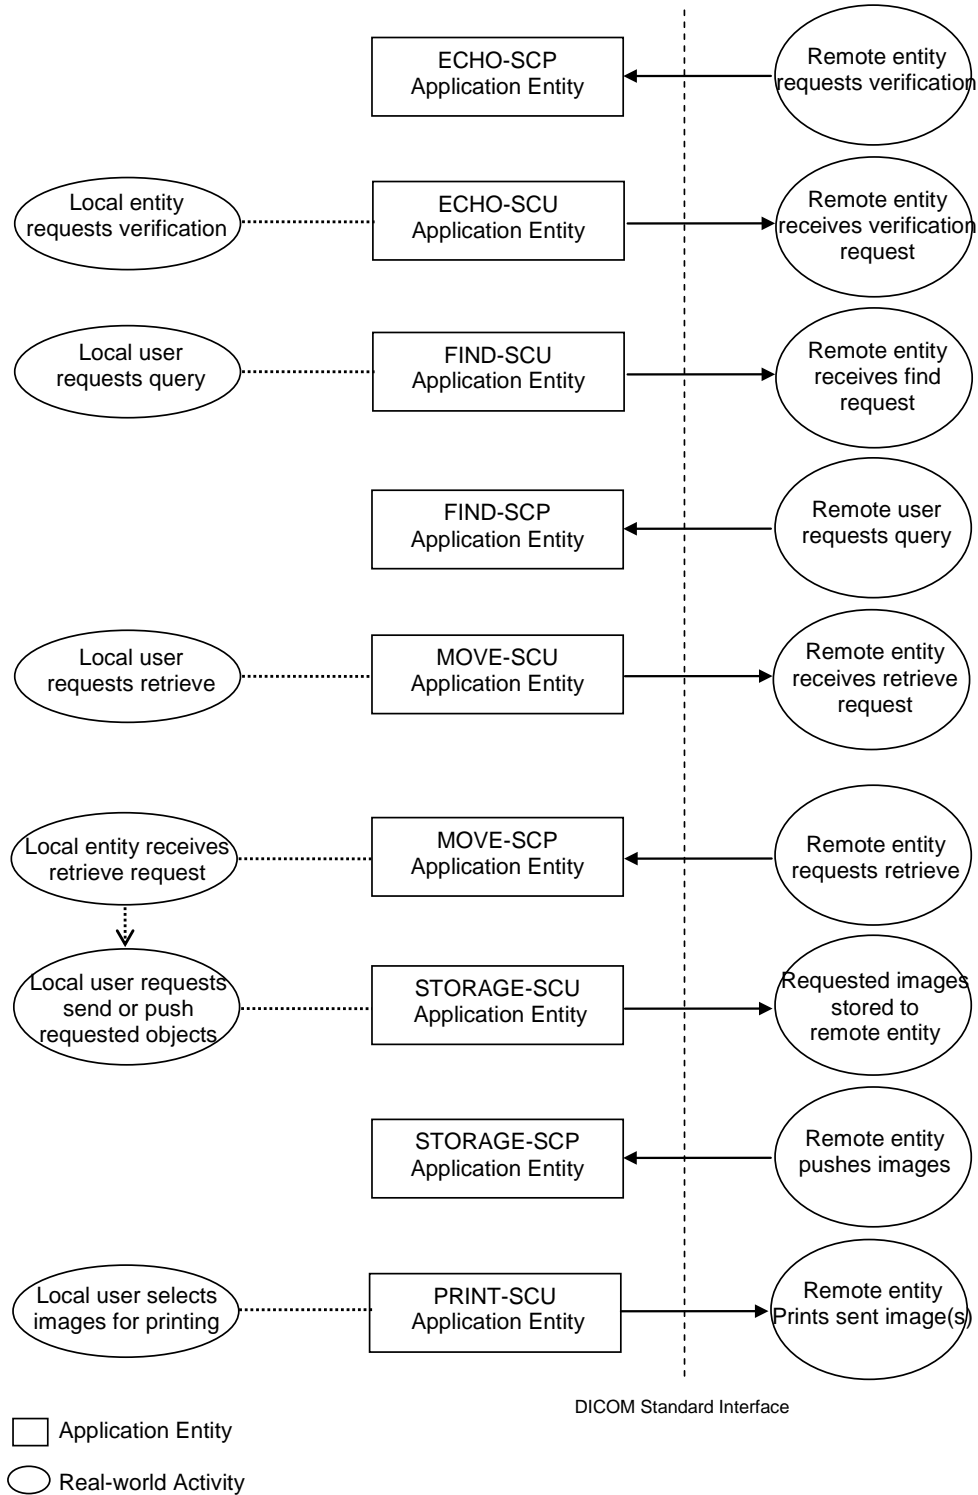 ECHO-SCP
Application Entity
Remote entity
requests verification
Local entity
requests verification
ECHO-SCU
Application Entity
Remote entity
receives verification
request
Local user
requests query
FIND-SCU
Application Entity
Remote entity
receives find
request
FIND-SCP
Application Entity
Remote user
requests query
Local user
requests retrieve
MOVE-SCU
Application Entity
Remote entity
receives retrieve
request
Local entity receives
retrieve request
MOVE-SCP
Application Entity
Remote entity
requests retrieve
Local user requests
send or push
requested objects
STORAGE-SCU
Application Entity
Requested images
stored to
remote entity
STORAGE-SCP
Application Entity
Remote entity
pushes images
Local user selects
images for printing
PRINT-SCU
Application Entity
Remote entity
Prints sent image(s)
DICOM Standard Interface
Application Entity
Real-world Activity